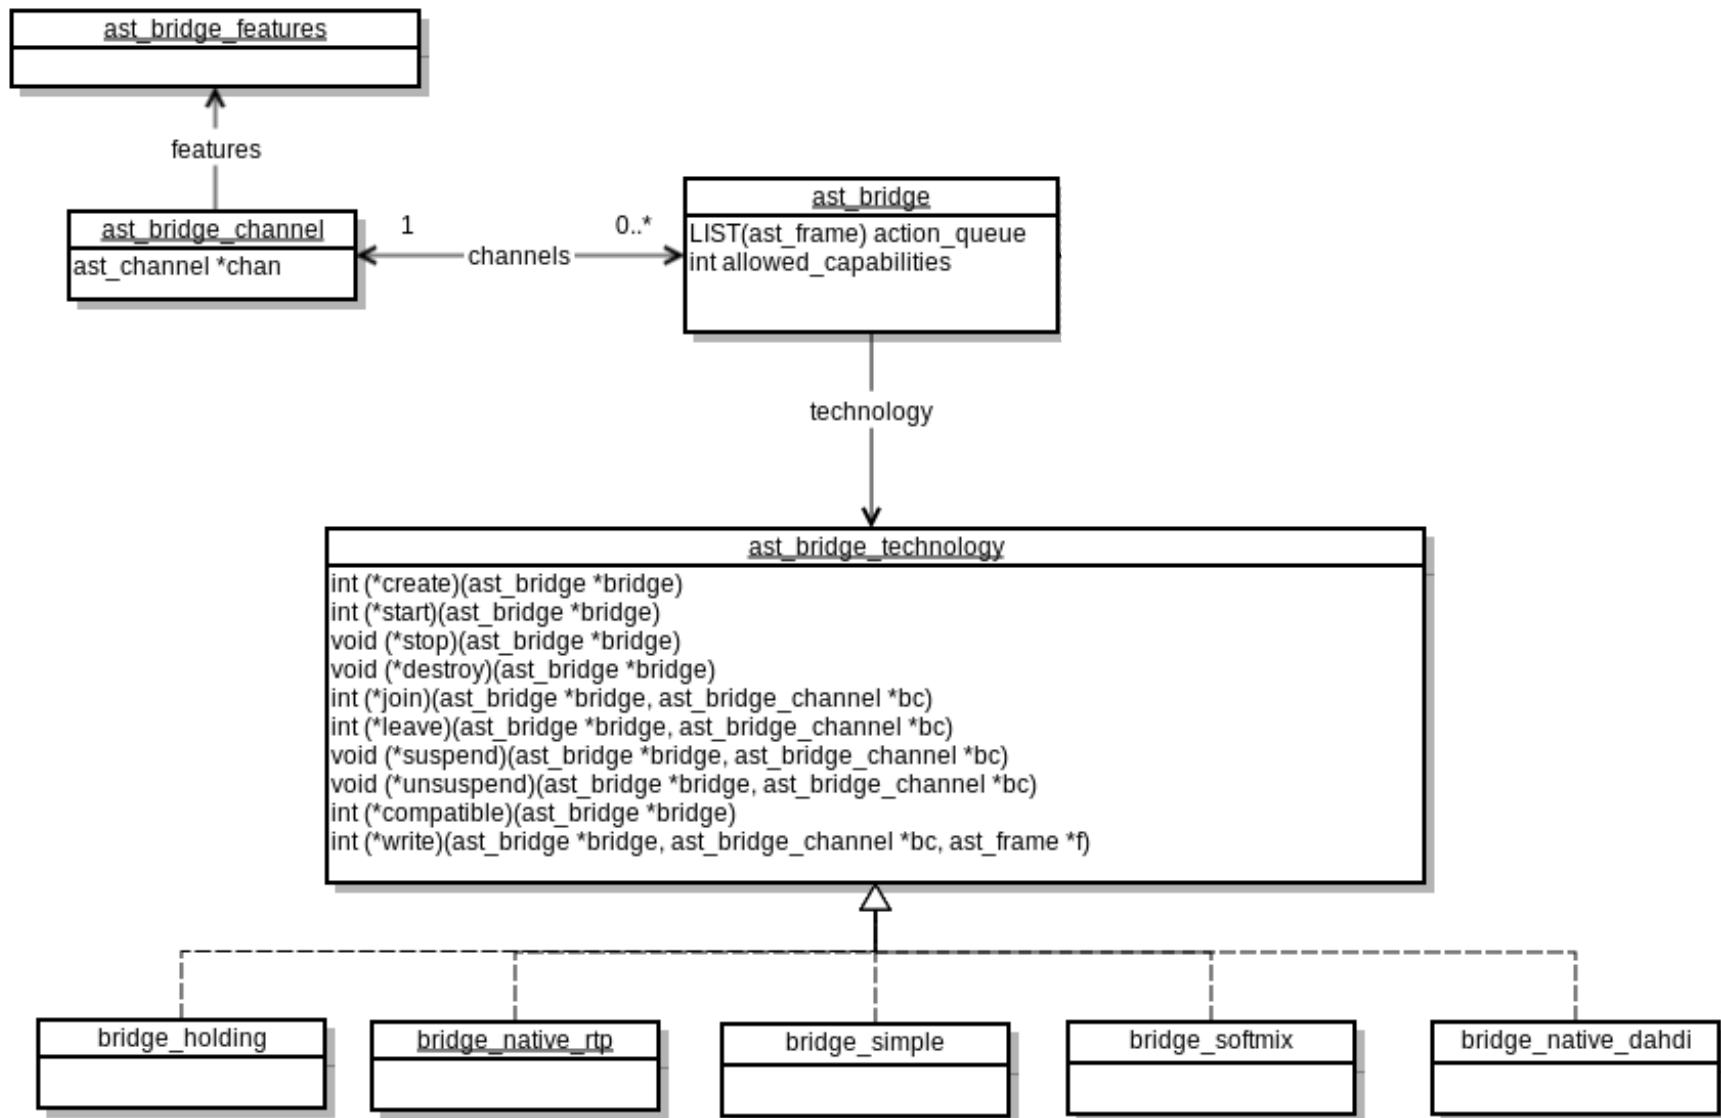 ast_bridge_features
features
ast_bridge_channel
ast_channel *chan
1
channels
0..*
ast_bridge
LIST(ast_frame) action_queue
int allowed_capabilities
technology
ast_bridge_technology
int (*create)(ast_bridge *bridge)
int (*start)(ast_bridge *bridge)
void (*stop)(ast_bridge *bridge)
void (*destroy)(ast_bridge *bridge)
int (*join)(ast_bridge *bridge, ast_bridge_channel *bc)
int (*leave)(ast_bridge *bridge, ast_bridge_channel *bc)
void (*suspend)(ast_bridge *bridge, ast_bridge_channel *bc)
void (*unsuspend)(ast_bridge *bridge, ast_bridge_channel *bc)
int (*compatible)(ast_bridge *bridge)
int (*write)(ast_bridge *bridge, ast_bridge_channel *bc, ast_frame *f)
bridge_holding
bridge_native_rtp
bridge_simple
bridge_softmix
bridge_native_dahdi